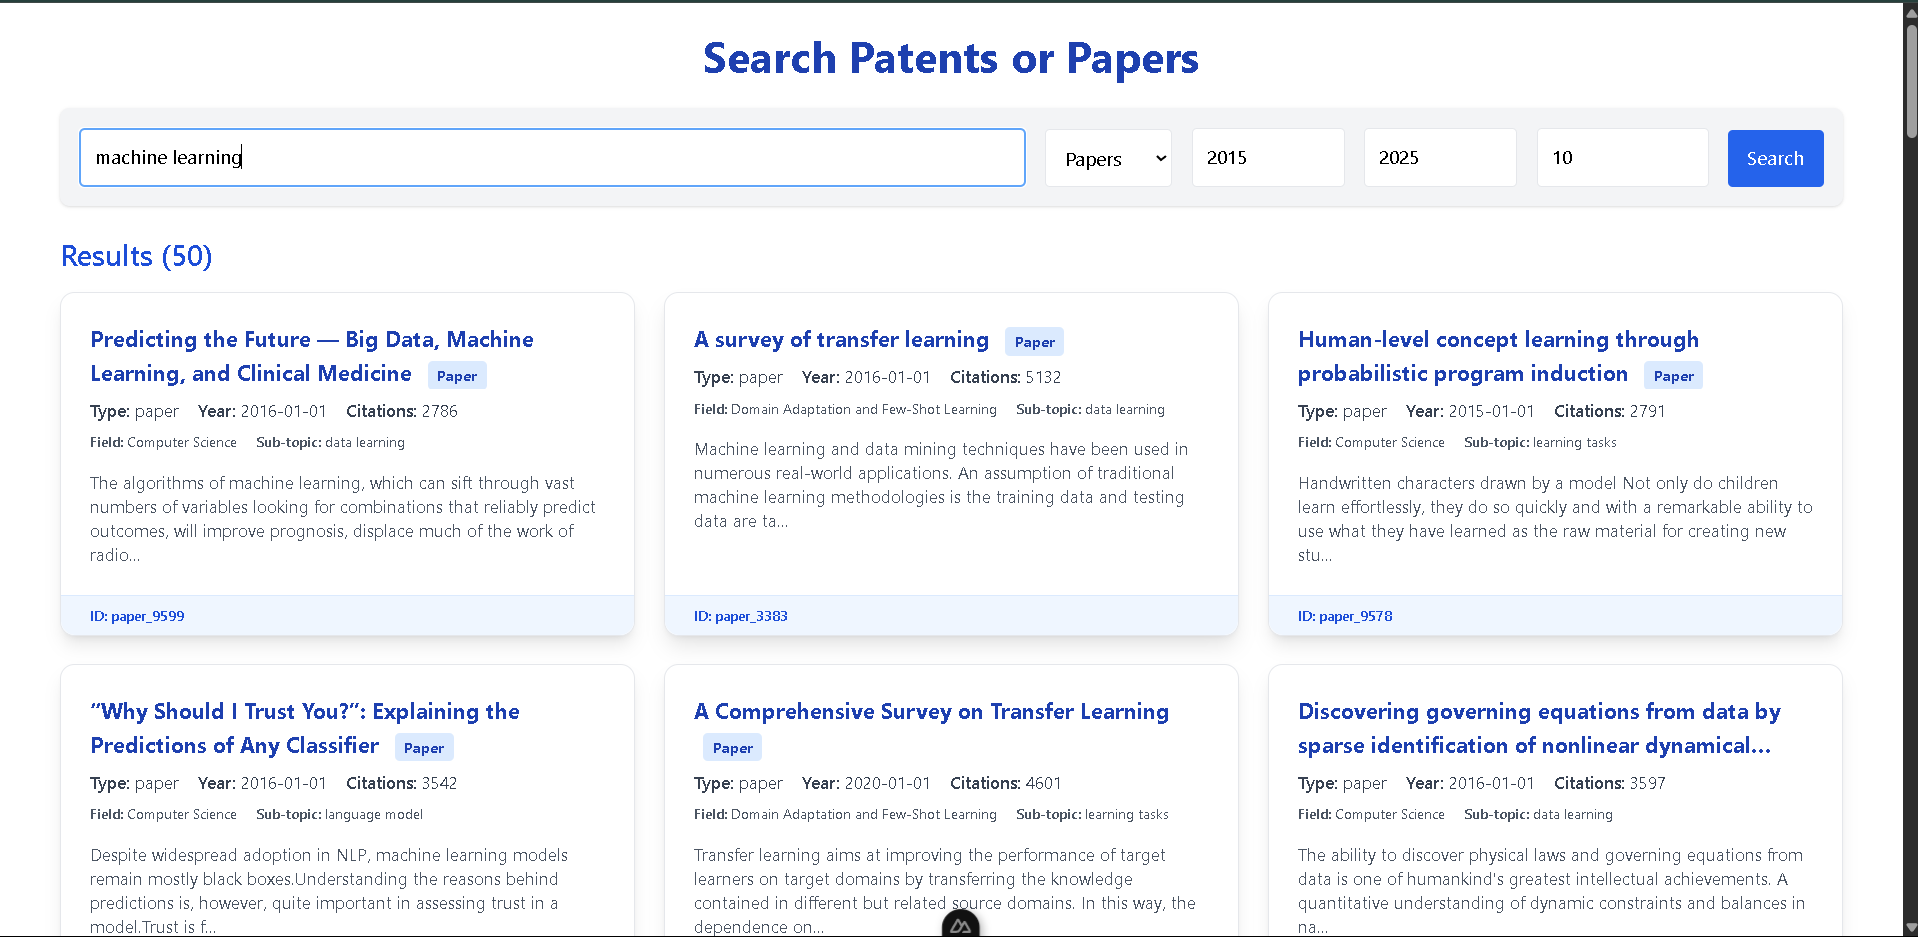 Search Patents or Papers
machine learning
Papers
2015
2025
10
Search
Results (50)
Predicting the Future — Big Data, Machine
Learning, and Clinical Medicine Paper
Type: paper Year: 2016-01-01 Citations: 2786
Field: Computer Science Sub-topic: data learning
The algorithms of machine learning, which can sift through vast
numbers of variables looking for combinations that reliably predict
outcomes, will improve prognosis, displace much of the work of
radio...
ID: paper_9599
A survey of transfer learning Paper
Type: paper Year: 2016-01-01 Citations: 5132
Field: Domain Adaptation and Few-Shot Learning Sub-topic: data learning
Machine learning and data mining techniques have been used in
numerous real-world applications. An assumption of traditional
machine learning methodologies is the training data and testing
data are ta...
ID: paper_3383
Human-level concept learning through
probabilistic program induction Paper
Type: paper Year: 2015-01-01 Citations: 2791
Field: Computer Science Sub-topic: learning tasks
Handwritten characters drawn by a model Not only do children
learn effortlessly, they do so quickly and with a remarkable ability to
use what they have learned as the raw material for creating new
stu...
ID: paper_9578
“Why Should I Trust You?”: Explaining the
Predictions of Any Classifier Paper
Type: paper Year: 2016-01-01 Citations: 3542
Field: Computer Science Sub-topic: language model
Despite widespread adoption in NLP, machine learning models
remain mostly black boxes.Understanding the reasons behind
predictions is, however, quite important in assessing trust in a
model.Trust is f...
A Comprehensive Survey on Transfer Learning
Paper
Type: paper Year: 2020-01-01 Citations: 4601
Field: Domain Adaptation and Few-Shot Learning Sub-topic: learning tasks
Transfer learning aims at improving the performance of target
learners on target domains by transferring the knowledge
contained in different but related source domains. In this way, the
dependence on...
Discovering governing equations from data by
sparse identification of nonlinear dynamical...
Type: paper Year: 2016-01-01 Citations: 3597
Field: Computer Science Sub-topic: data learning
The ability to discover physical laws and governing equations from
data is one of humankind's greatest intellectual achievements. A
quantitative understanding of dynamic constraints and balances in
na...